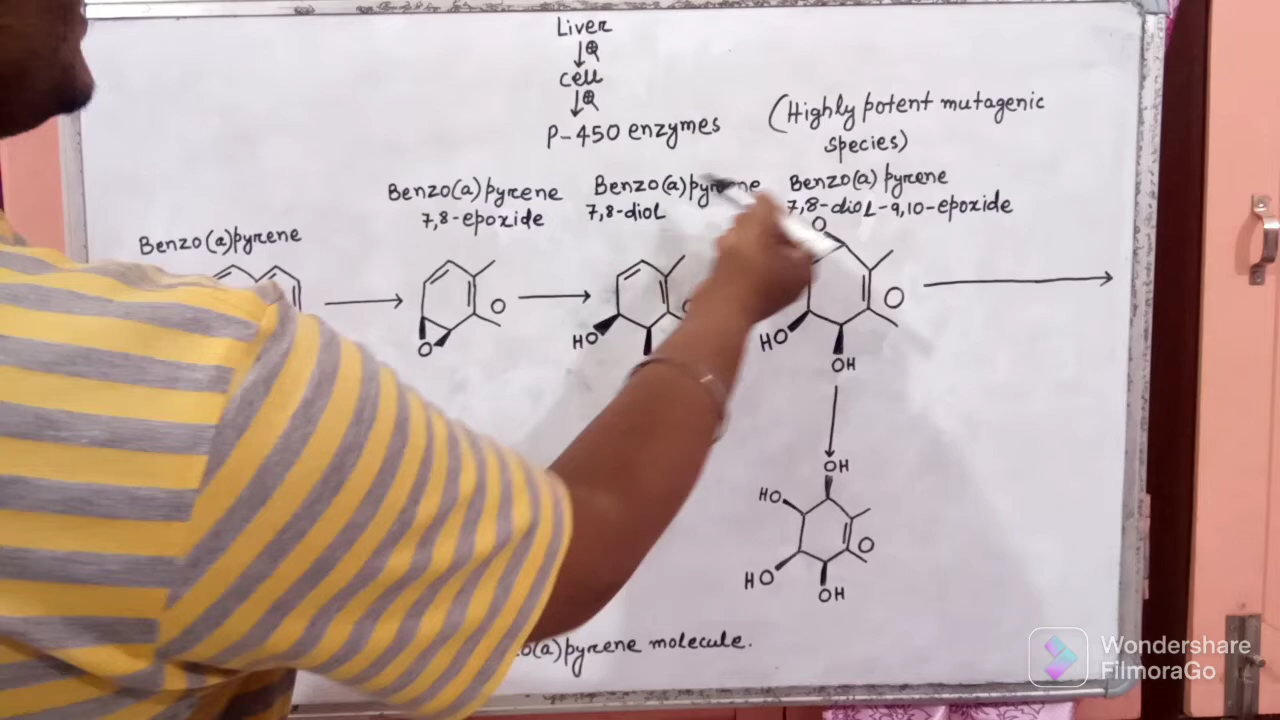 Liver
cell
P-450 enzymes
(Highly potent mutagenic
species)
Benzo(a)pyrene
Benzo(a)pyrene
7,8-epoxide
Benzo(a)pyrene
7,8-diol
Benzo(a) pyrene
7,8-diol-9,10-epoxide
O
O
O
HO
O
HO
OH
O
OH
HO
HO
OH
O
pyrene molecule.
Wondershare
FilmoraGo